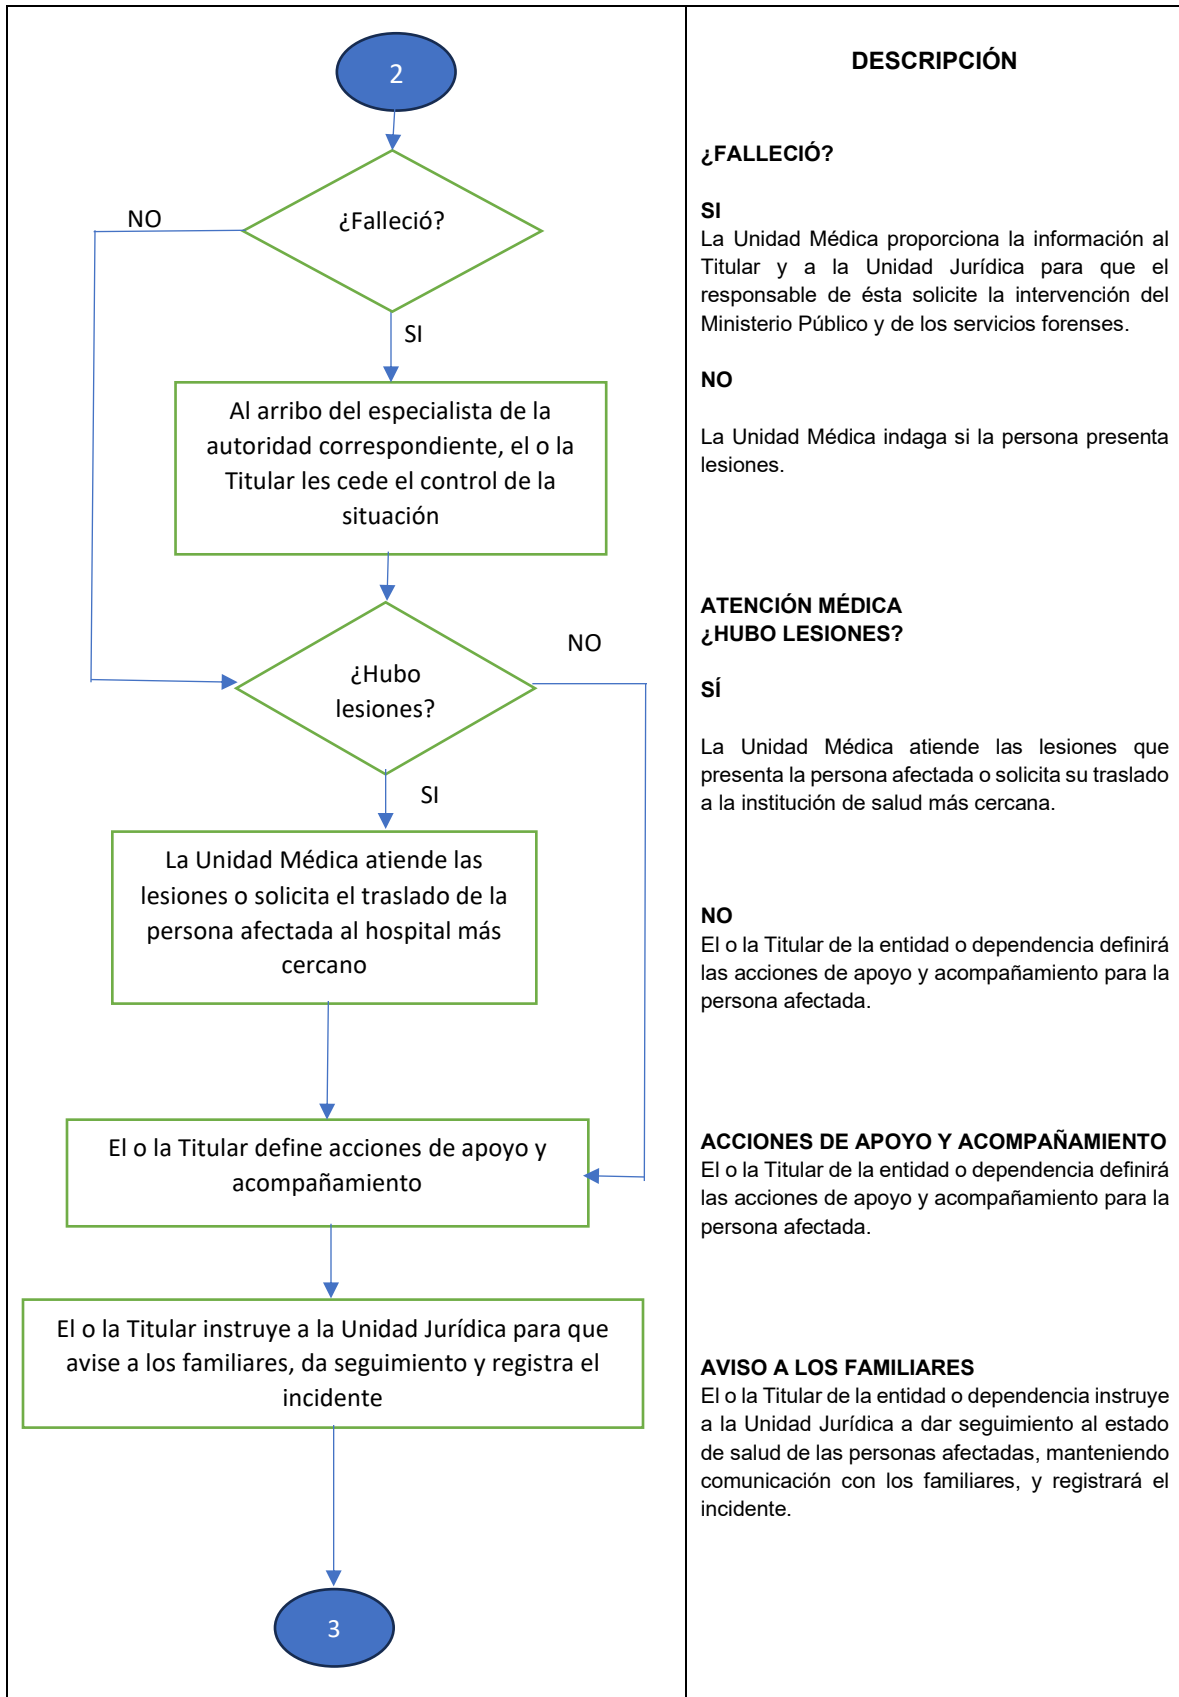 2
¿Falleció?
NO
SI
Al arribo del especialista de la
autoridad correspondiente, el o la
Titular les cede el control de la
situación
¿Hubo
lesiones?
NO
SI
La Unidad Médica atiende las
lesiones o solicita el traslado de la
persona afectada al hospital más
cercano
El o la Titular define acciones de apoyo y
acompañamiento
El o la Titular instruye a la Unidad Jurídica para que
avise a los familiares, da seguimiento y registra el
incidente
3
DESCRIPCIÓN
¿FALLECIÓ?
SI
La Unidad Médica proporciona la información al
Titular y a la Unidad Jurídica para que el
responsable de ésta solicite la intervención del
Ministerio Público y de los servicios forenses.
NO
La Unidad Médica indaga si la persona presenta
lesiones.
ATENCIÓN MÉDICA
¿HUBO LESIONES?
SÍ
La Unidad Médica atiende las lesiones que
presenta la persona afectada o solicita su traslado
a la institución de salud más cercana.
NO
El o la Titular de la entidad o dependencia definirá
las acciones de apoyo y acompañamiento para la
persona afectada.
ACCIONES DE APOYO Y ACOMPAÑAMIENTO
El o la Titular de la entidad o dependencia definirá
las acciones de apoyo y acompañamiento para la
persona afectada.
AVISO A LOS FAMILIARES
El o la Titular de la entidad o dependencia instruye
a la Unidad Jurídica a dar seguimiento al estado
de salud de las personas afectadas, manteniendo
comunicación con los familiares, y registrará el
incidente.